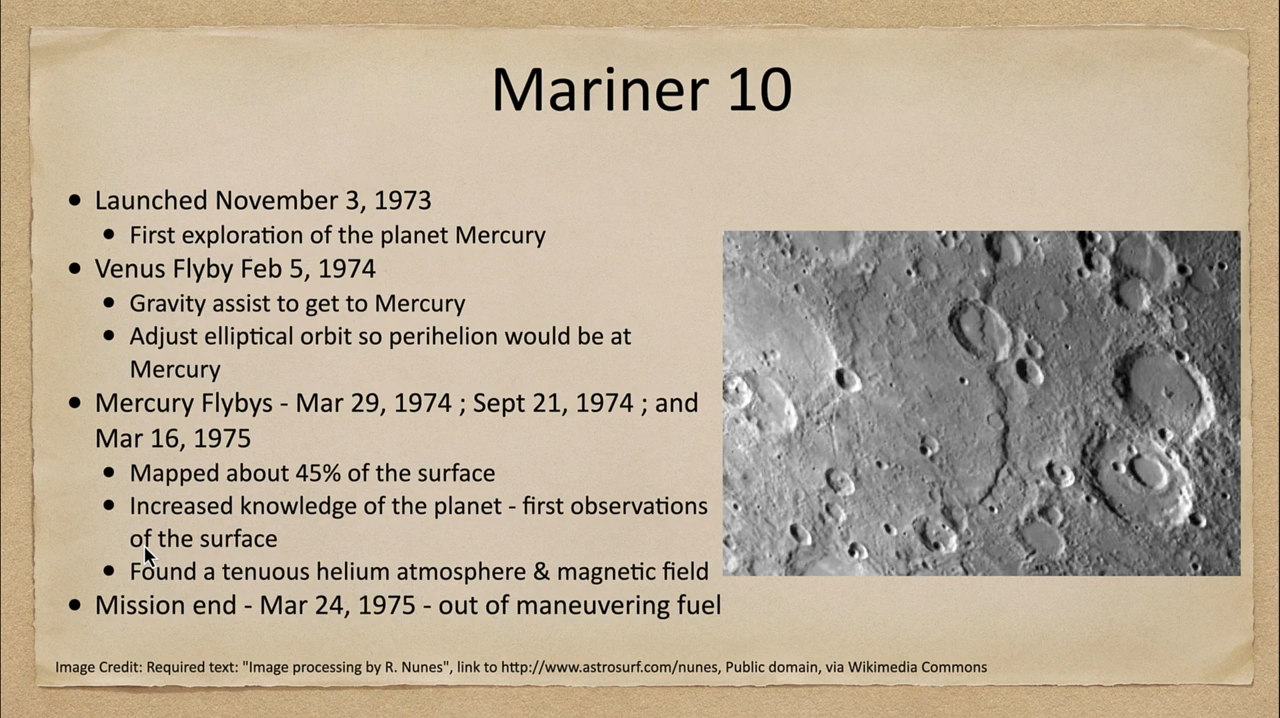 Mariner 10
• Launched November 3, 1973
• First exploration of the planet Mercury
• Venus Flyby Feb 5, 1974
• Gravity assist to get to Mercury
• Adjust elliptical orbit so perihelion would be at
Mercury
• Mercury Flybys - Mar 29, 1974 ; Sept 21, 1974 ; and
Mar 16, 1975
• Mapped about 45% of the surface
• Increased knowledge of the planet - first observations
of the surface
• Found a tenuous helium atmosphere & magnetic field
• Mission end - Mar 24, 1975 - out of maneuvering fuel
Image Credit: Required text: "Image processing by R. Nunes", link to http://www.astrosurf.com/nunes, Public domain, via Wikimedia Commons